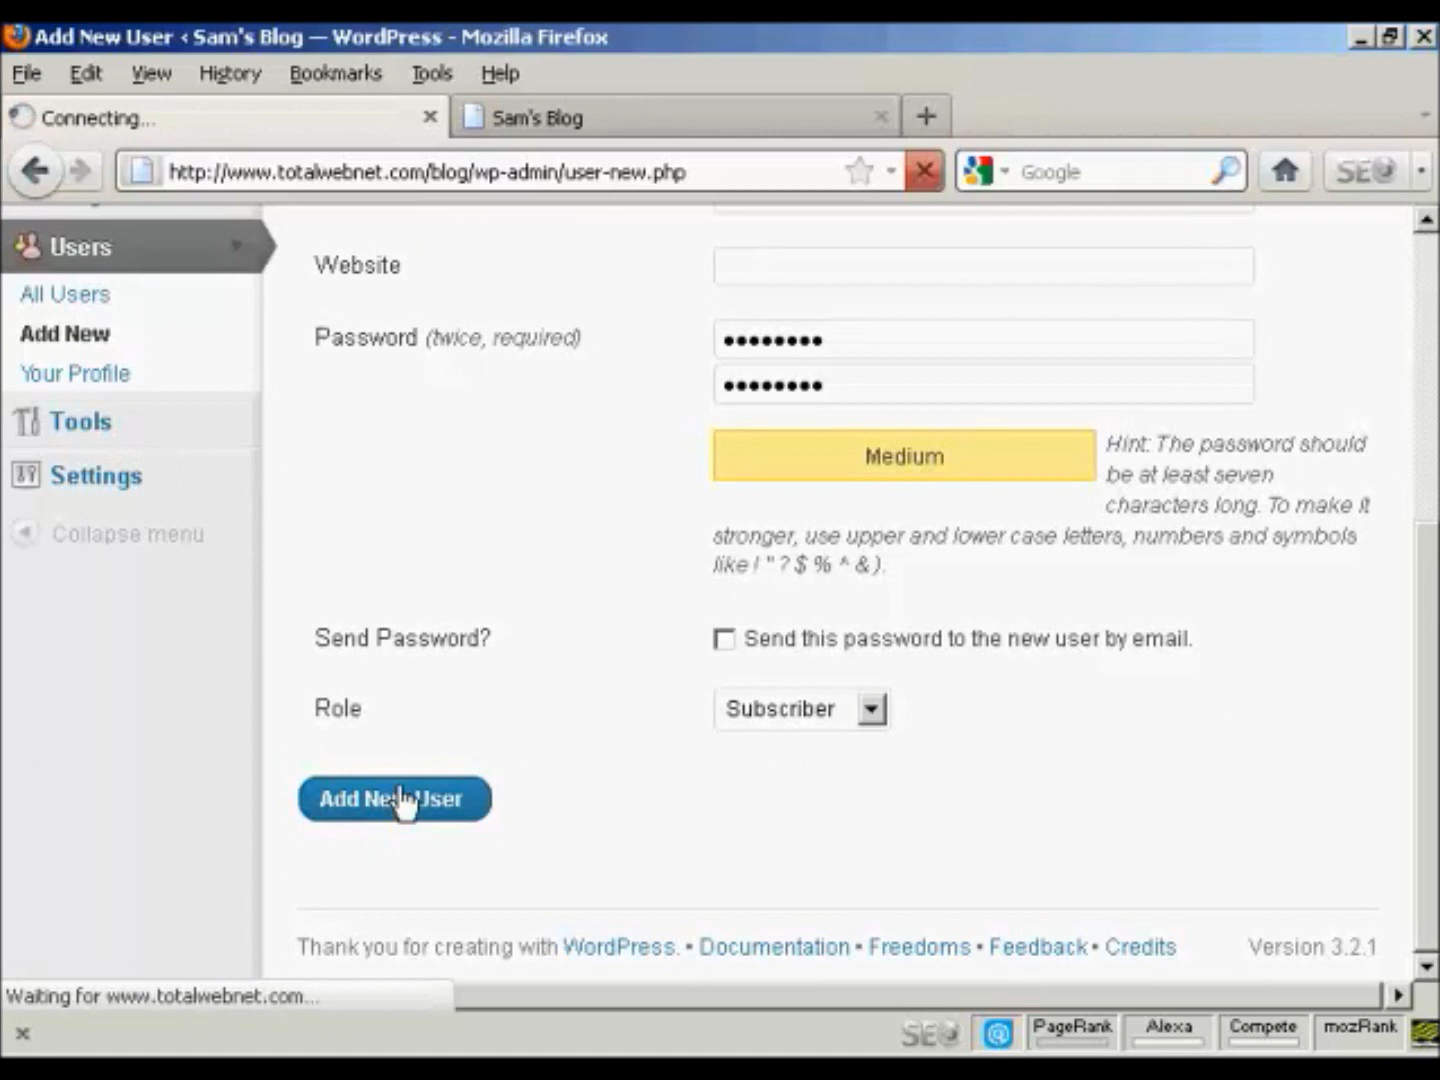 Add New User ‹ Sam's Blog — WordPress - Mozilla Firefox
File Edit View History Bookmarks Tools Help
Connecting... Sam's Blog
http://www.totalwebnet.com/blog/wp-admin/user-new.php Google SEO
Users
All Users
Add New
Your Profile
Tools
Settings
Collapse menu
Website
Password (twice, required)
Medium
Hint: The password should
be at least seven
characters long. To make it
stronger, use upper and lower case letters, numbers and symbols
like ! " ? $ % ^ & ).
Send Password? Send this password to the new user by email.
Role Subscriber
Add New User
Thank you for creating with WordPress. • Documentation • Freedoms • Feedback • Credits Version 3.2.1
Waiting for www.totalwebnet.com...
SEO PageRank Alexa Compete mozRank